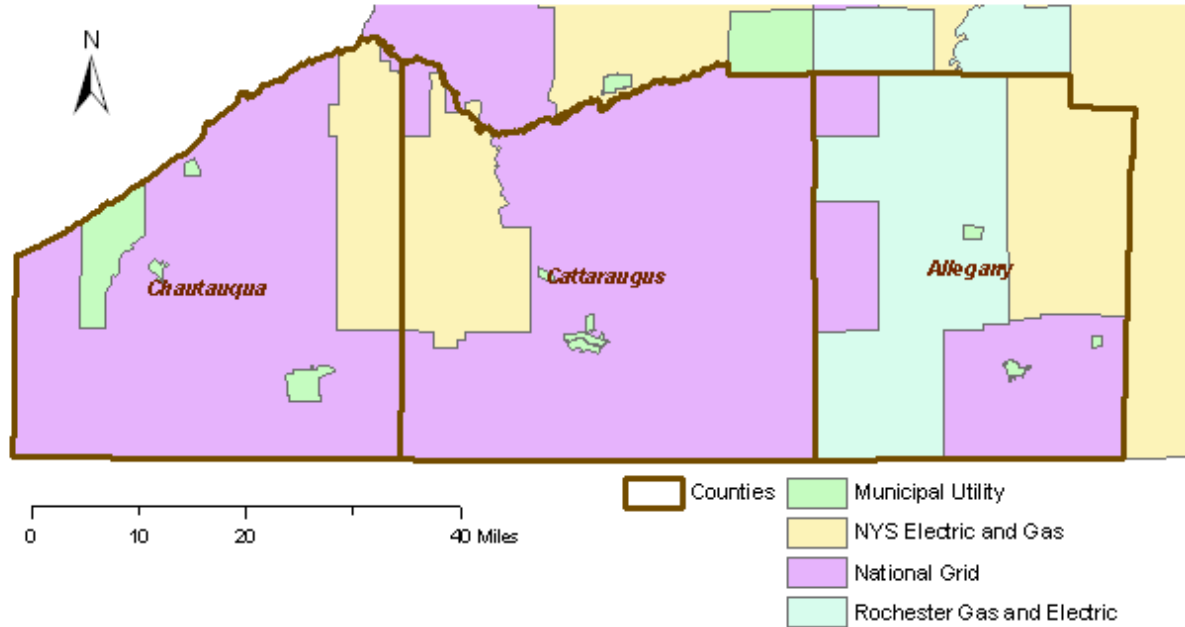 N
Chautauqua
Cattaraugus
Allegany
0 10 20 40 Miles
Counties
Municipal Utility
NYS Electric and Gas
National Grid
Rochester Gas and Electric